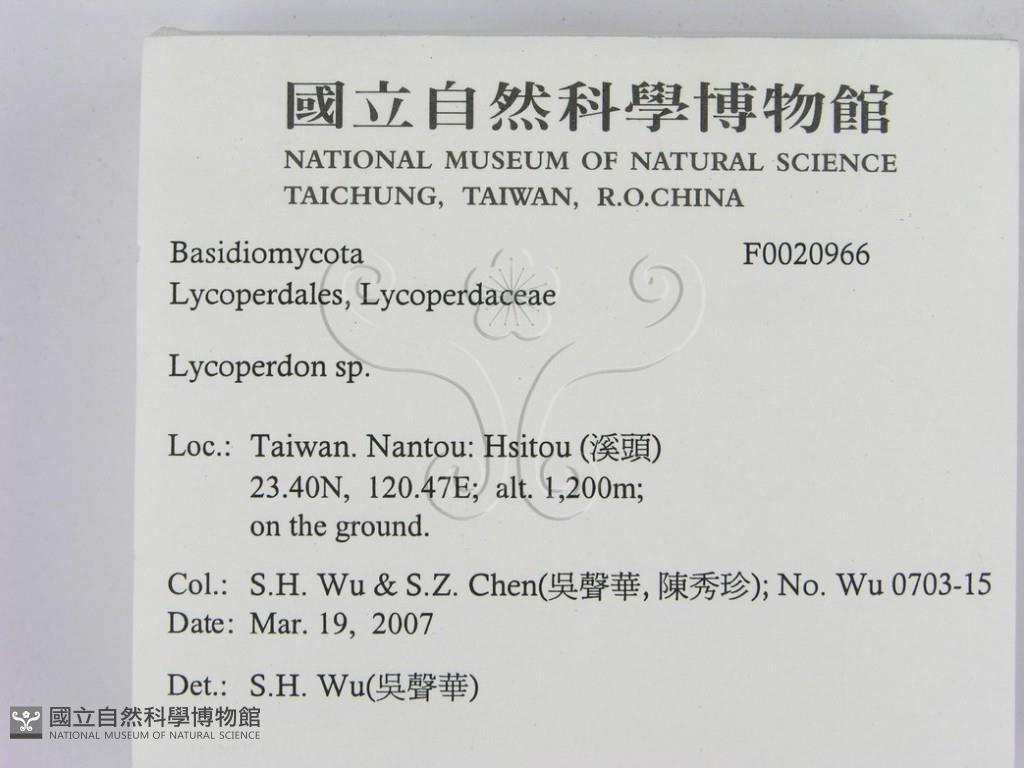 國立自然科學博物館
NATIONAL MUSEUM OF NATURAL SCIENCE
TAICHUNG, TAIWAN, R.O.CHINA
Basidiomycota F0020966
Lycoperdales, Lycoperdaceae
Lycoperdon sp.
Loc.: Taiwan. Nantou: Hsitou (溪頭)
23.40N, 120.47E; alt. 1,200m;
on the ground.
Col.: S.H. Wu & S.Z. Chen(吳聲華, 陳秀珍); No. Wu 0703-15
Date: Mar. 19, 2007
Det.: S.H. Wu(吳聲華)
國立自然科學博物館
NATIONAL MUSEUM OF NATURAL SCIENCE